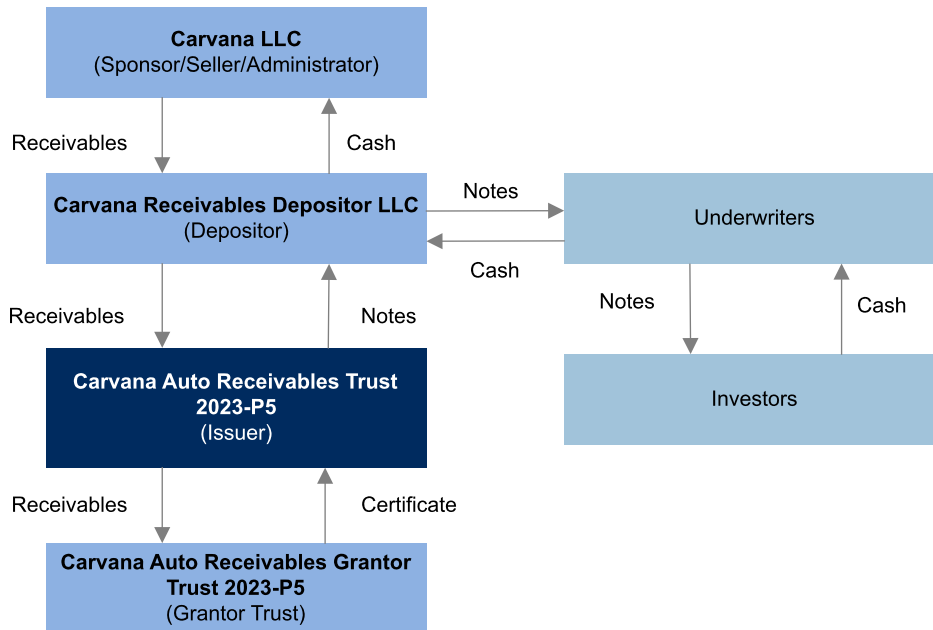 Carvana LLC
(Sponsor/Seller/Administrator)
Receivables
Cash
Carvana Receivables Depositor LLC
(Depositor)
Notes
Cash
Underwriters
Receivables
Notes
Notes
Cash
Carvana Auto Receivables Trust
2023-P5
(Issuer)
Investors
Receivables
Certificate
Carvana Auto Receivables Grantor
Trust 2023-P5
(Grantor Trust)